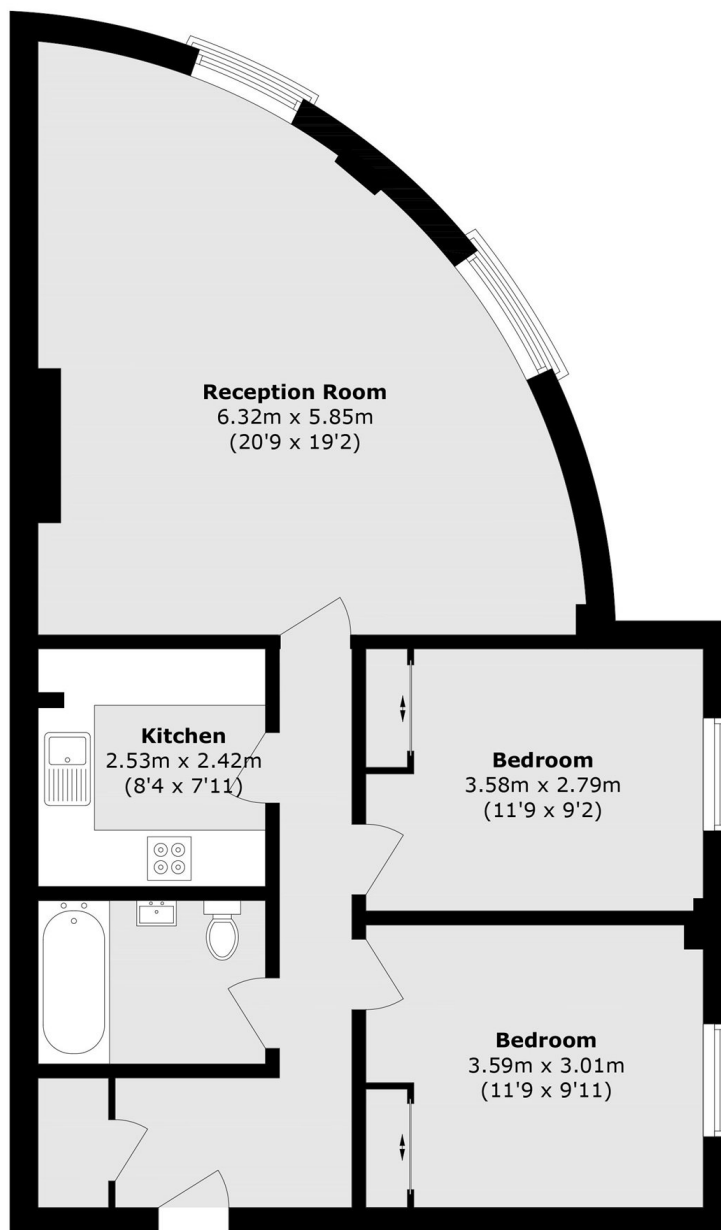 Reception Room
6.32m x 5.85m
(20'9 x 19'2)
Kitchen
2.53m x 2.42m
(8'4 x 7'11)
Bedroom
3.58m x 2.79m
(11'9 x 9'2)
Bedroom
3.59m x 3.01m
(11'9 x 9'11)